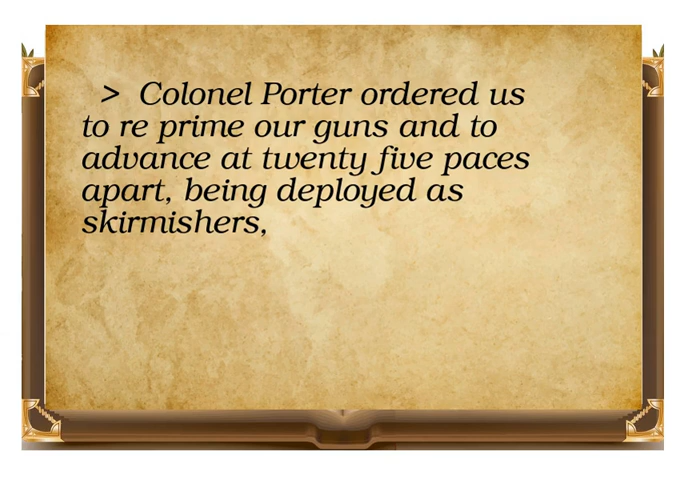 > Colonel Porter ordered us
to re prime our guns and to
advance at twenty five paces
apart, being deployed as
skirmishers,